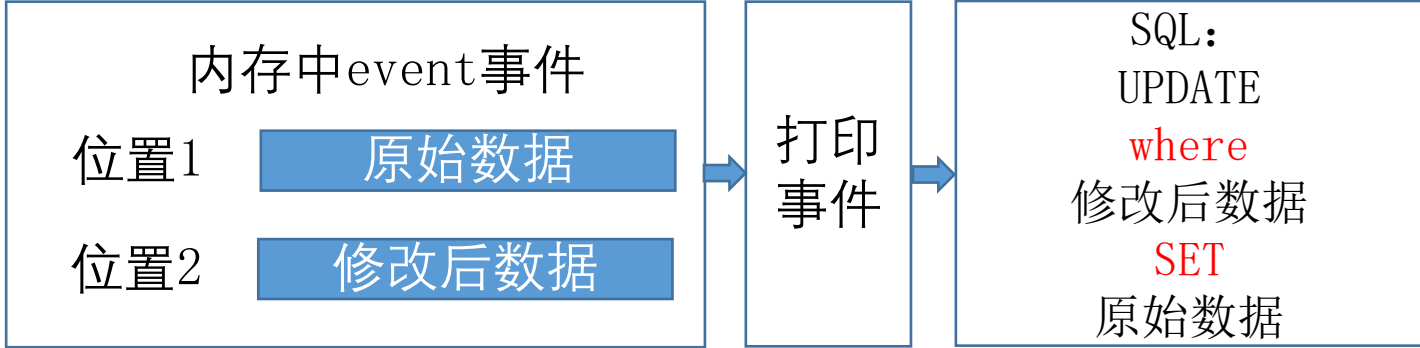 内存中event事件
位置1
原始数据
位置2
修改后数据
打印
事件
SQL：
UPDATE
where
修改后数据
SET
原始数据